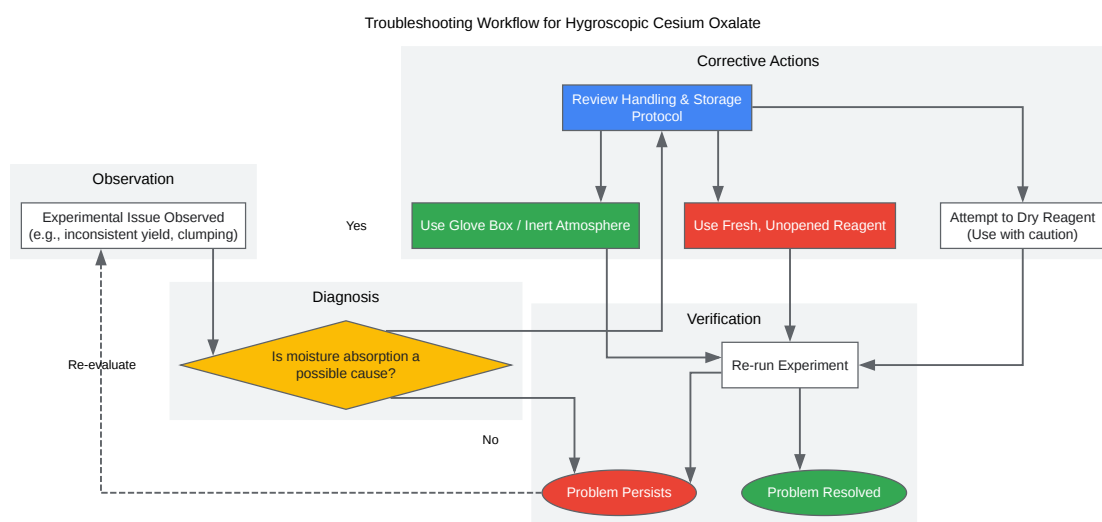 Troubleshooting Workflow for Hygroscopic Cesium Oxalate
Corrective Actions
Review Handling & Storage
Protocol
Observation
Experimental Issue Observed
(e.g., inconsistent yield, clumping)
Yes
Use Glove Box / Inert Atmosphere
Use Fresh, Unopened Reagent
Attempt to Dry Reagent
(Use with caution)
Diagnosis
Is moisture absorption a
possible cause?
Verification
Re-run Experiment
Re-evaluate
No
Problem Persists
Problem Resolved